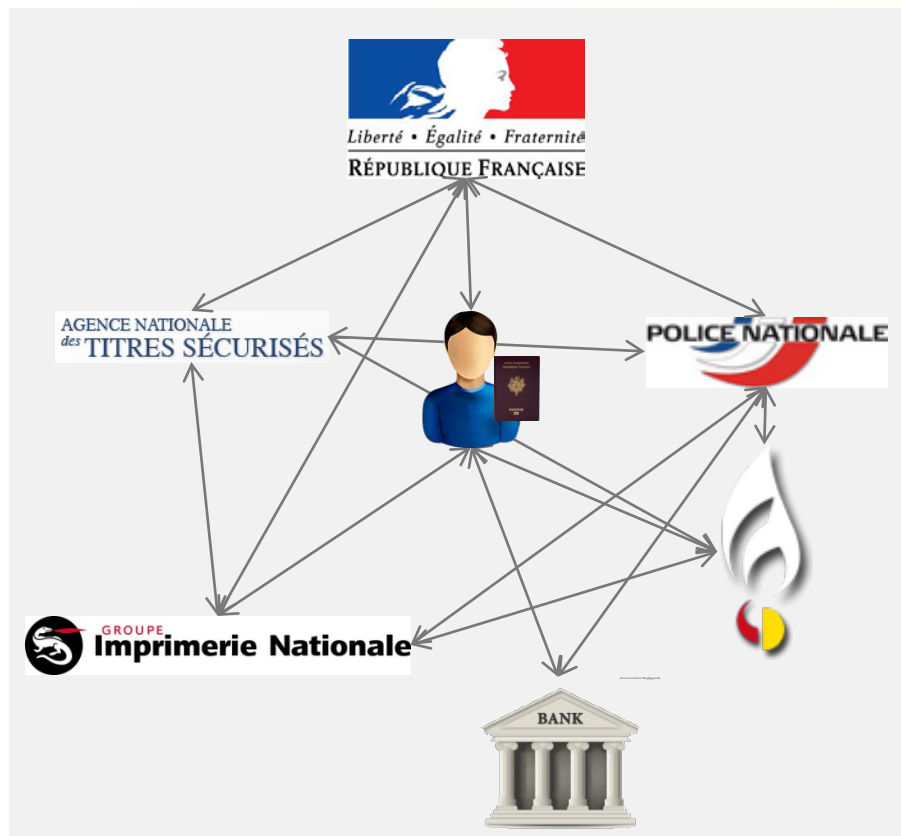 Liberté • Égalité • Fraternité
RÉPUBLIQUE FRANÇAISE
AGENCE NATIONALE
des TITRES SÉCURISÉS
POLICE NATIONALE
GROUPE
Imprimerie Nationale
BANK